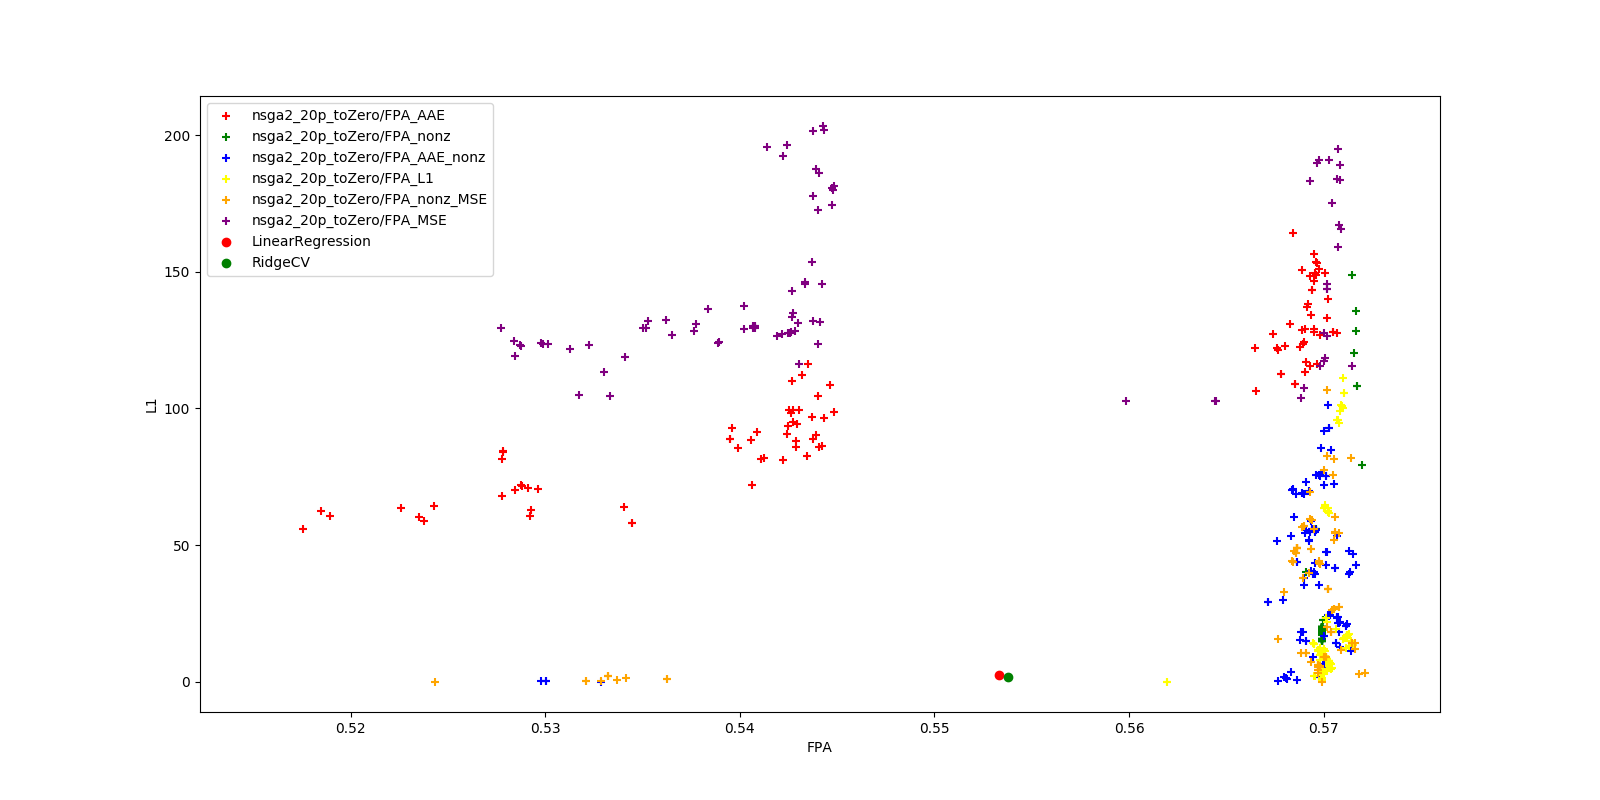 nsga2_20p_toZero/FPA_AAE
nsga2_20p_toZero/FPA_nonz
nsga2_20p_toZero/FPA_AAE_nonz
nsga2_20p_toZero/FPA_L1
nsga2_20p_toZero/FPA_nonz_MSE
nsga2_20p_toZero/FPA_MSE
LinearRegression
RidgeCV
200
150
100
50
0
L1
0.52 0.53 0.54 0.55 0.56 0.57
FPA